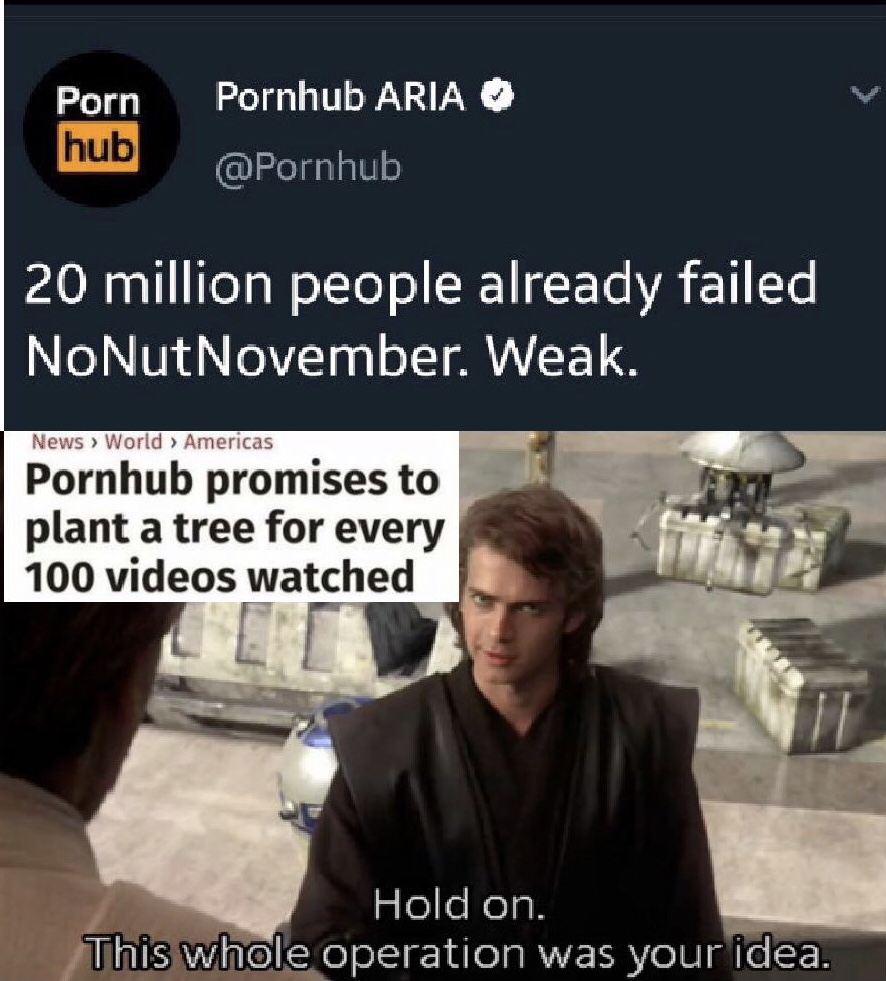 Porn
hub
Pornhub ARIA
@Pornhub
20 million people already failed
NoNutNovember. Weak.
News › World › Americas
Pornhub promises to
plant a tree for every
100 videos watched
Hold on.
This whole operation was your idea.